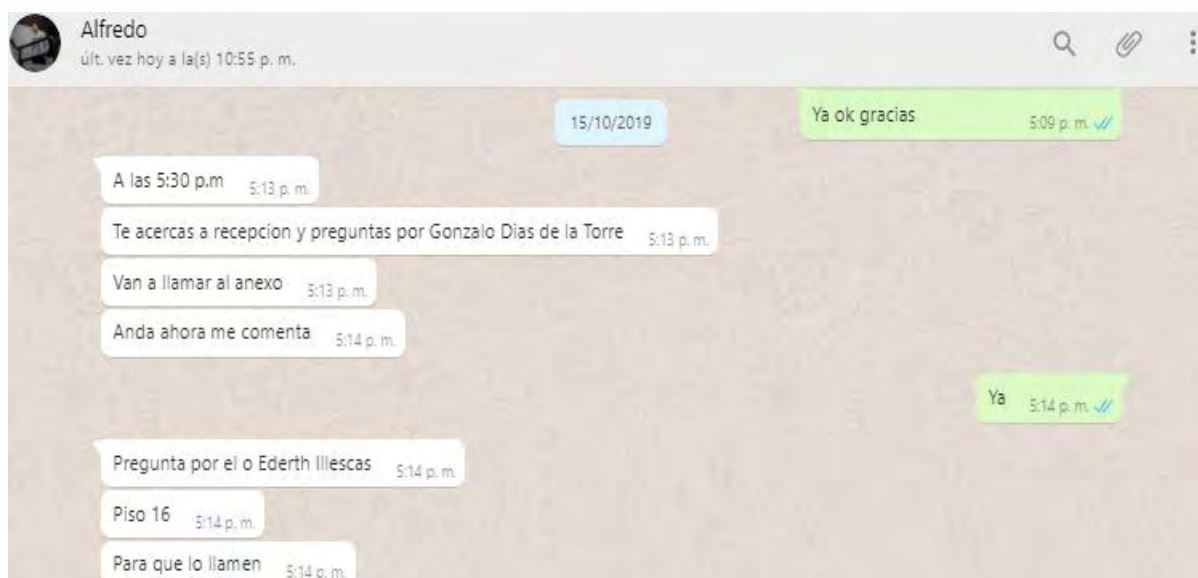 Alfredo
últ. vez hoy a la(s) 10:55 p. m.
Ya ok gracias 5:09 p. m.
15/10/2019
A las 5:30 p.m 5:13 p. m.
Te acercas a recepcion y preguntas por Gonzalo Dias de la Torre 5:13 p. m.
Van a llamar al anexo 5:13 p. m.
Anda ahora me comenta 5:14 p. m.
Ya 5:14 p. m.
Pregunta por el o Ederth Illescas 5:14 p. m.
Piso 16 5:14 p. m.
Para que lo llamen 5:14 p. m.